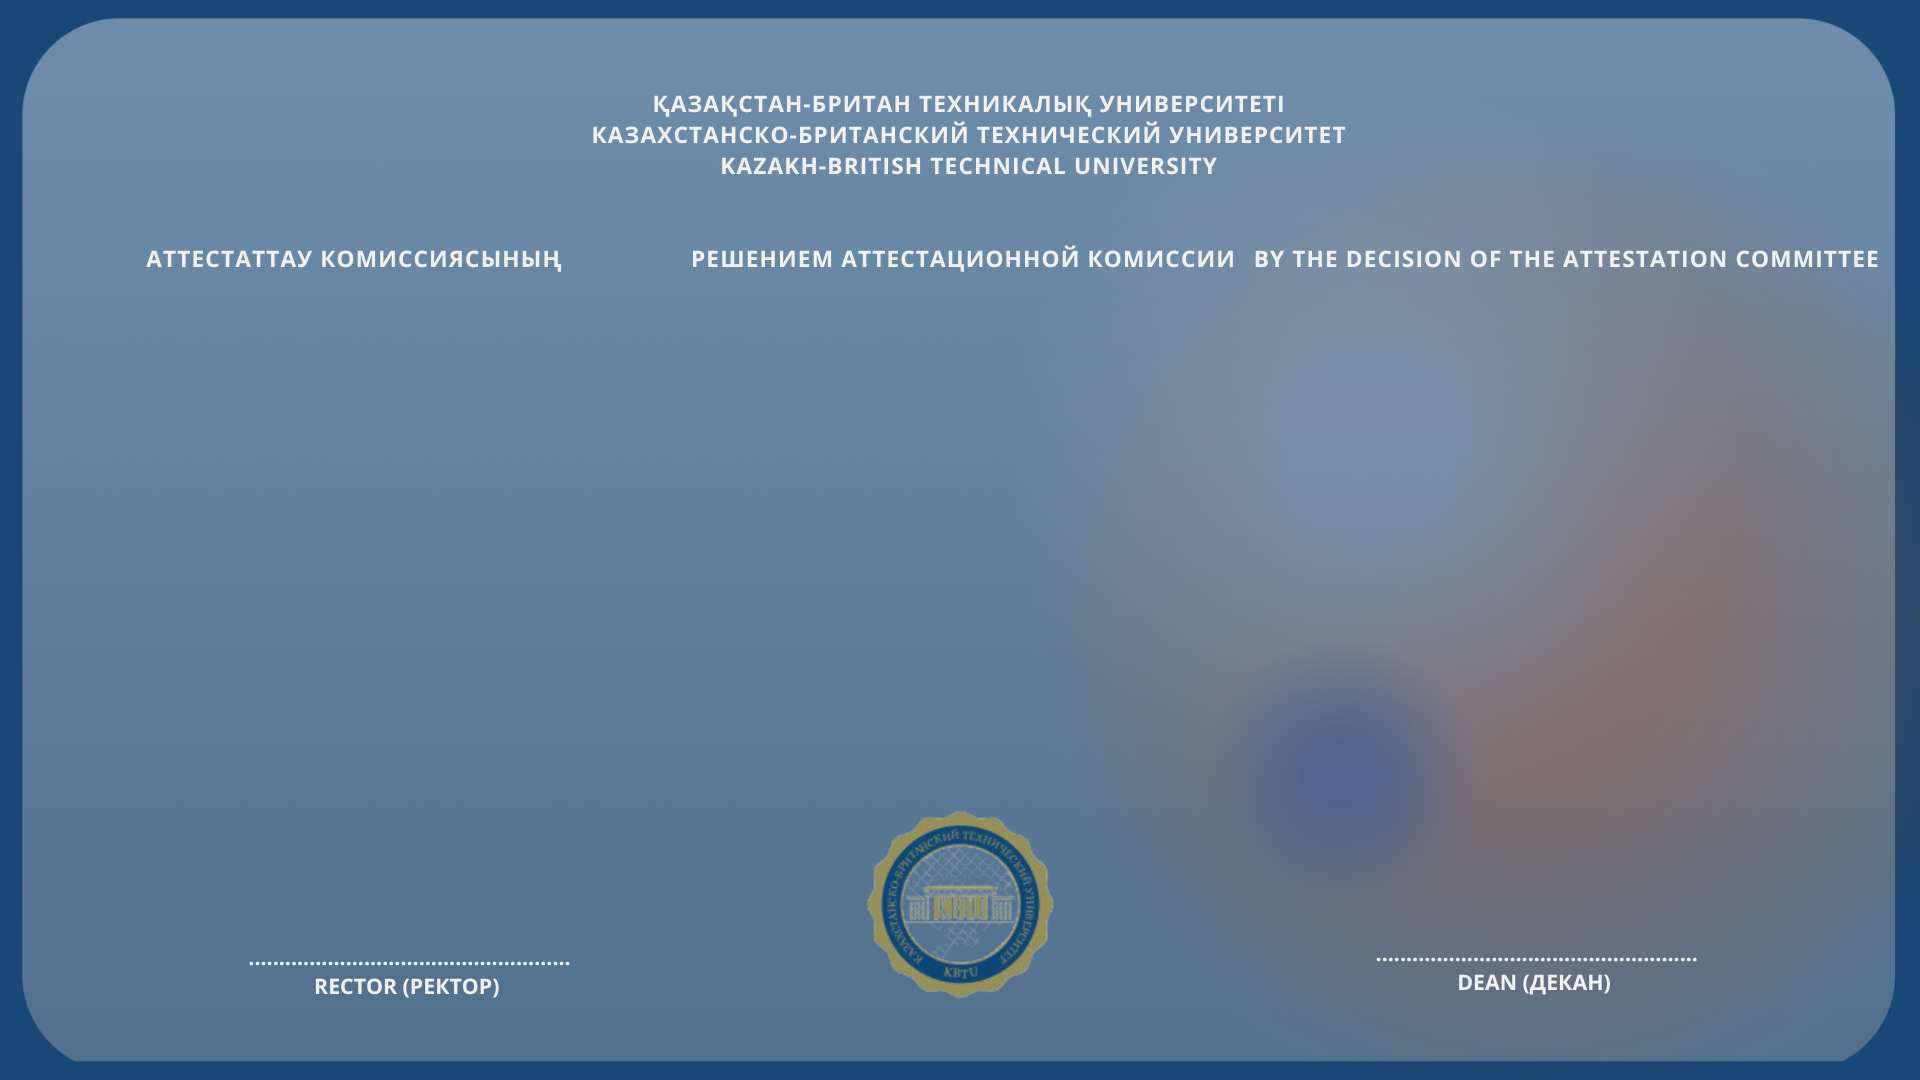 ҚАЗАҚСТАН-БРИТАН ТЕХНИКАЛЫҚ УНИВЕРСИТЕТІ
КАЗАХСТАНСКО-БРИТАНСКИЙ ТЕХНИЧЕСКИЙ УНИВЕРСИТЕТ
KAZAKH-BRITISH TECHNICAL UNIVERSITY
АТТЕСТАТТАУ КОМИССИЯСЫНЫҢ
РЕШЕНИЕМ АТТЕСТАЦИОННОЙ КОМИССИИ
BY THE DECISION OF THE ATTESTATION COMMITTEE
КАЗАХСТАНСКО-БРИТАНСКИЙ ТЕХНИЧЕСКИЙ УНИВЕРСИТЕТ
KBTU
RECTOR (РЕКТОР)
DEAN (ДЕКАН)